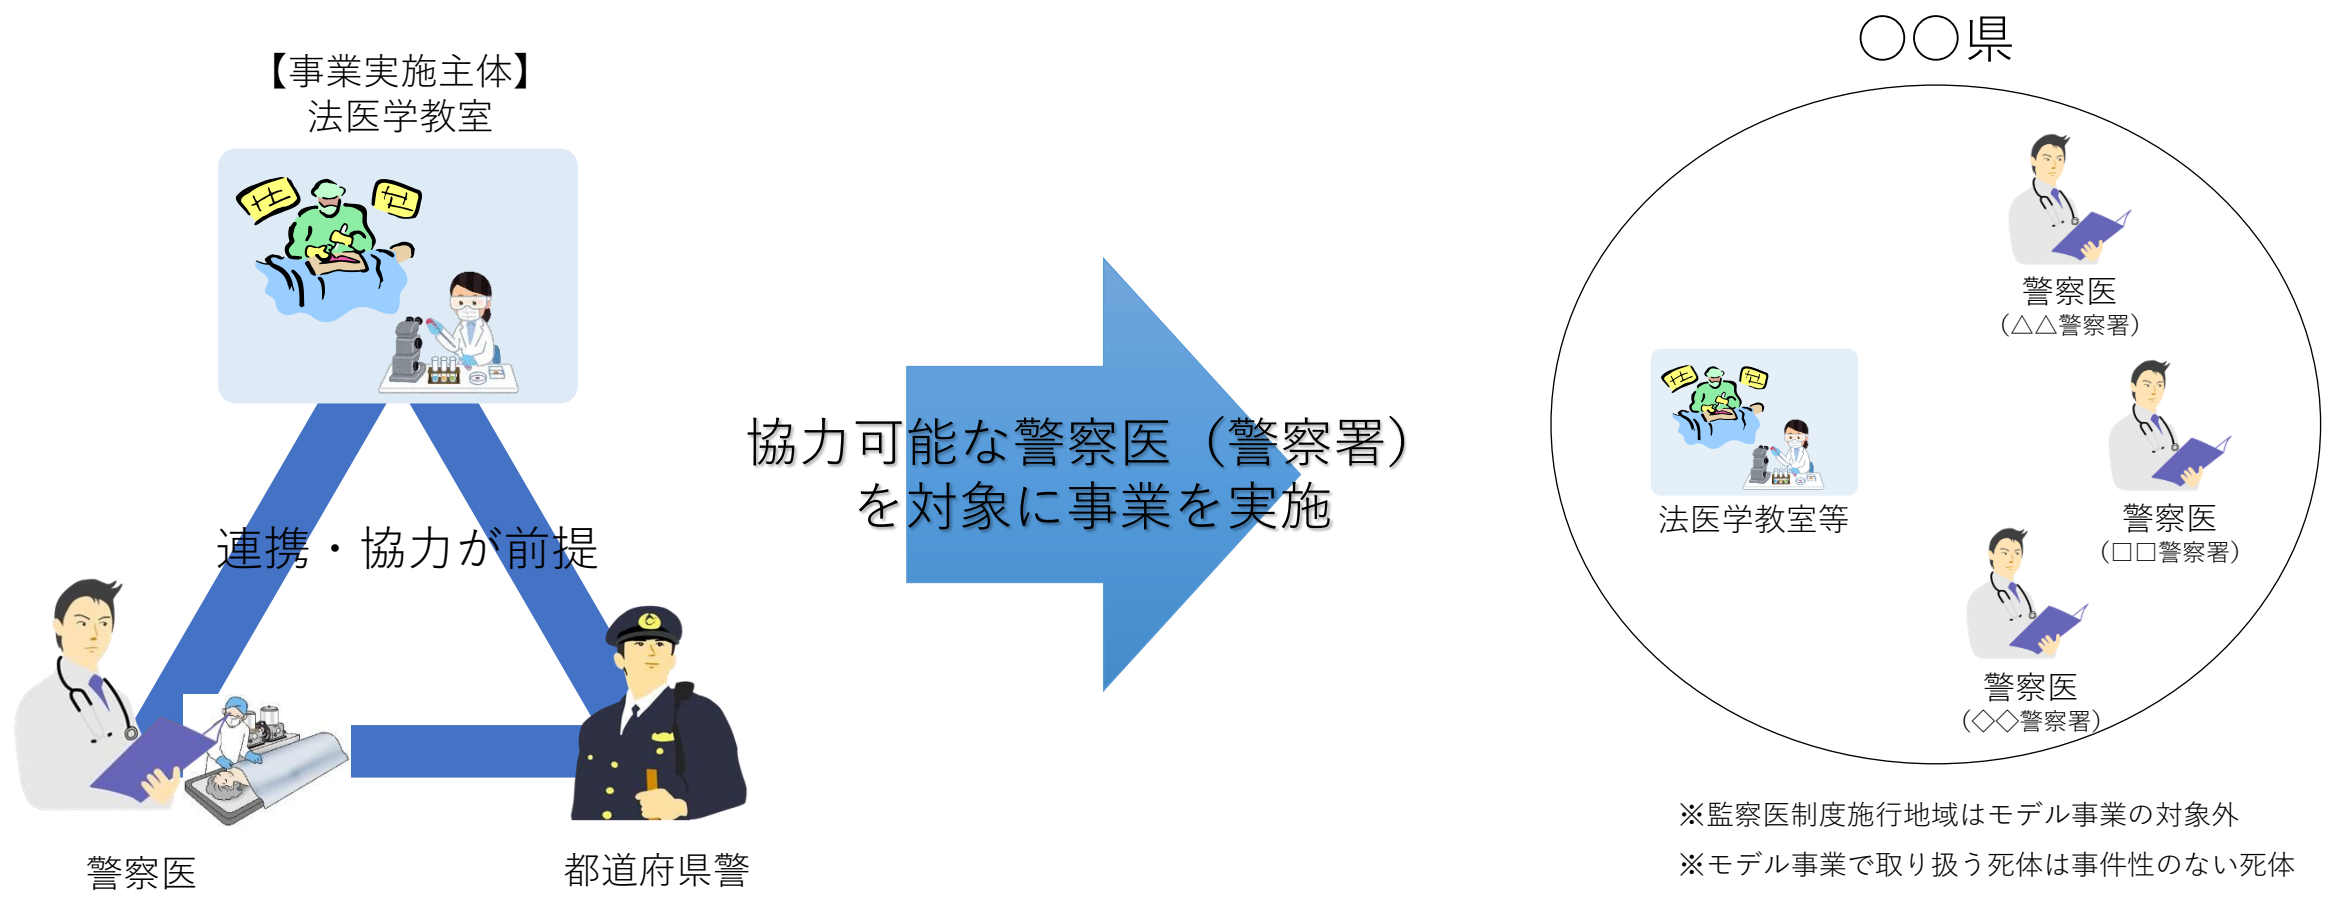 【事業実施主体】
法医学教室
連携・協力が前提
警察医
都道府県警
協力可能な警察医（警察署）
を対象に事業を実施
○○県
警察医
（△△警察署）
法医学教室等
警察医
（□□警察署）
警察医
（◇◇警察署）
※監察医制度施行地域はモデル事業の対象外
※モデル事業で取り扱う死体は事件性のない死体